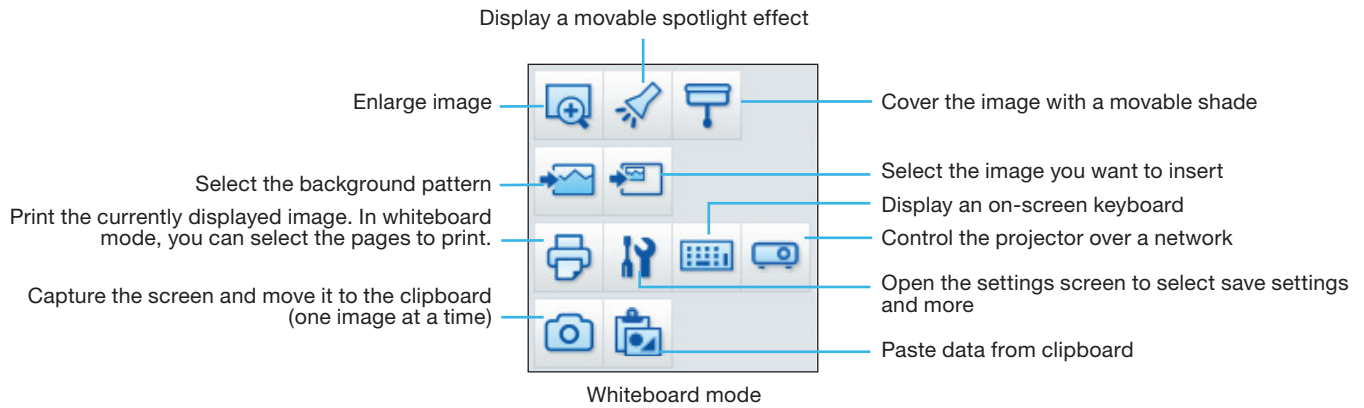 Display a movable spotlight effect
Enlarge image
Cover the image with a movable shade
Select the background pattern
Select the image you want to insert
Print the currently displayed image. In whiteboard
mode, you can select the pages to print.
Display an on-screen keyboard
Control the projector over a network
Capture the screen and move it to the clipboard
(one image at a time)
Open the settings screen to select save settings
and more
Paste data from clipboard
Whiteboard mode